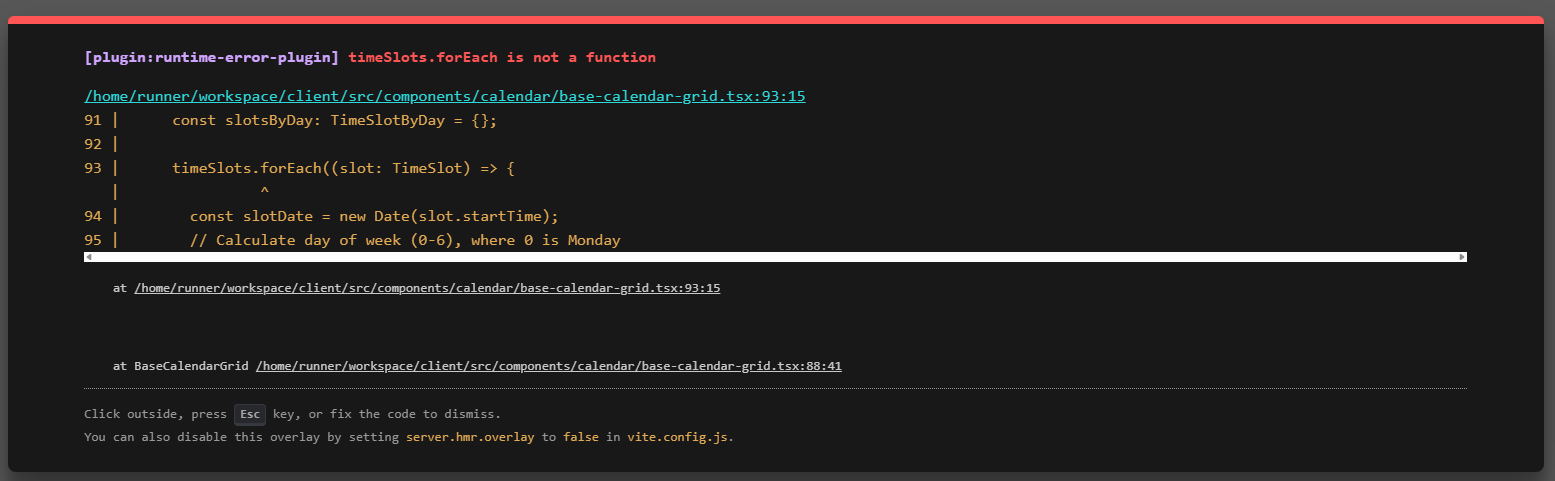 [plugin:runtime-error-plugin] timeSlots.forEach is not a function
/home/runner/workspace/client/src/components/calendar/base-calendar-grid.tsx:93:15
91 |      const slotsByDay: TimeSlotByDay = {};
92 |
93 |      timeSlots.forEach((slot: TimeSlot) => {
   |                ^
94 |        const slotDate = new Date(slot.startTime);
95 |        // Calculate day of week (0-6), where 0 is Monday
at /home/runner/workspace/client/src/components/calendar/base-calendar-grid.tsx:93:15
at BaseCalendarGrid /home/runner/workspace/client/src/components/calendar/base-calendar-grid.tsx:88:41
Click outside, press Esc key, or fix the code to dismiss.
You can also disable this overlay by setting server.hmr.overlay to false in vite.config.js.